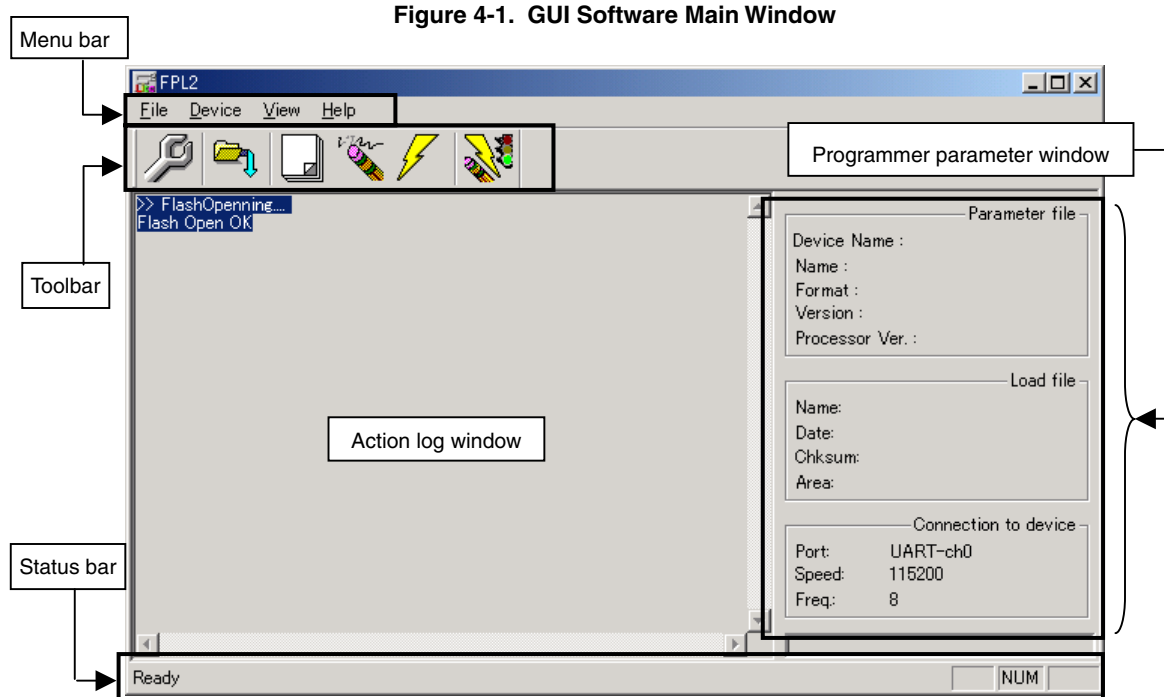 Figure 4-1. GUI Software Main Window
Menu bar
FPL2
File Device View Help
Programmer parameter window
Toolbar
>> FlashOpenning....
Flash Open OK
Parameter file
Device Name :
Name :
Format :
Version :
Processor Ver. :
Load file
Name:
Date:
Chksum:
Area:
Action log window
Connection to device
Port: UART-ch0
Speed: 115200
Freq.: 8
Status bar
Ready
NUM